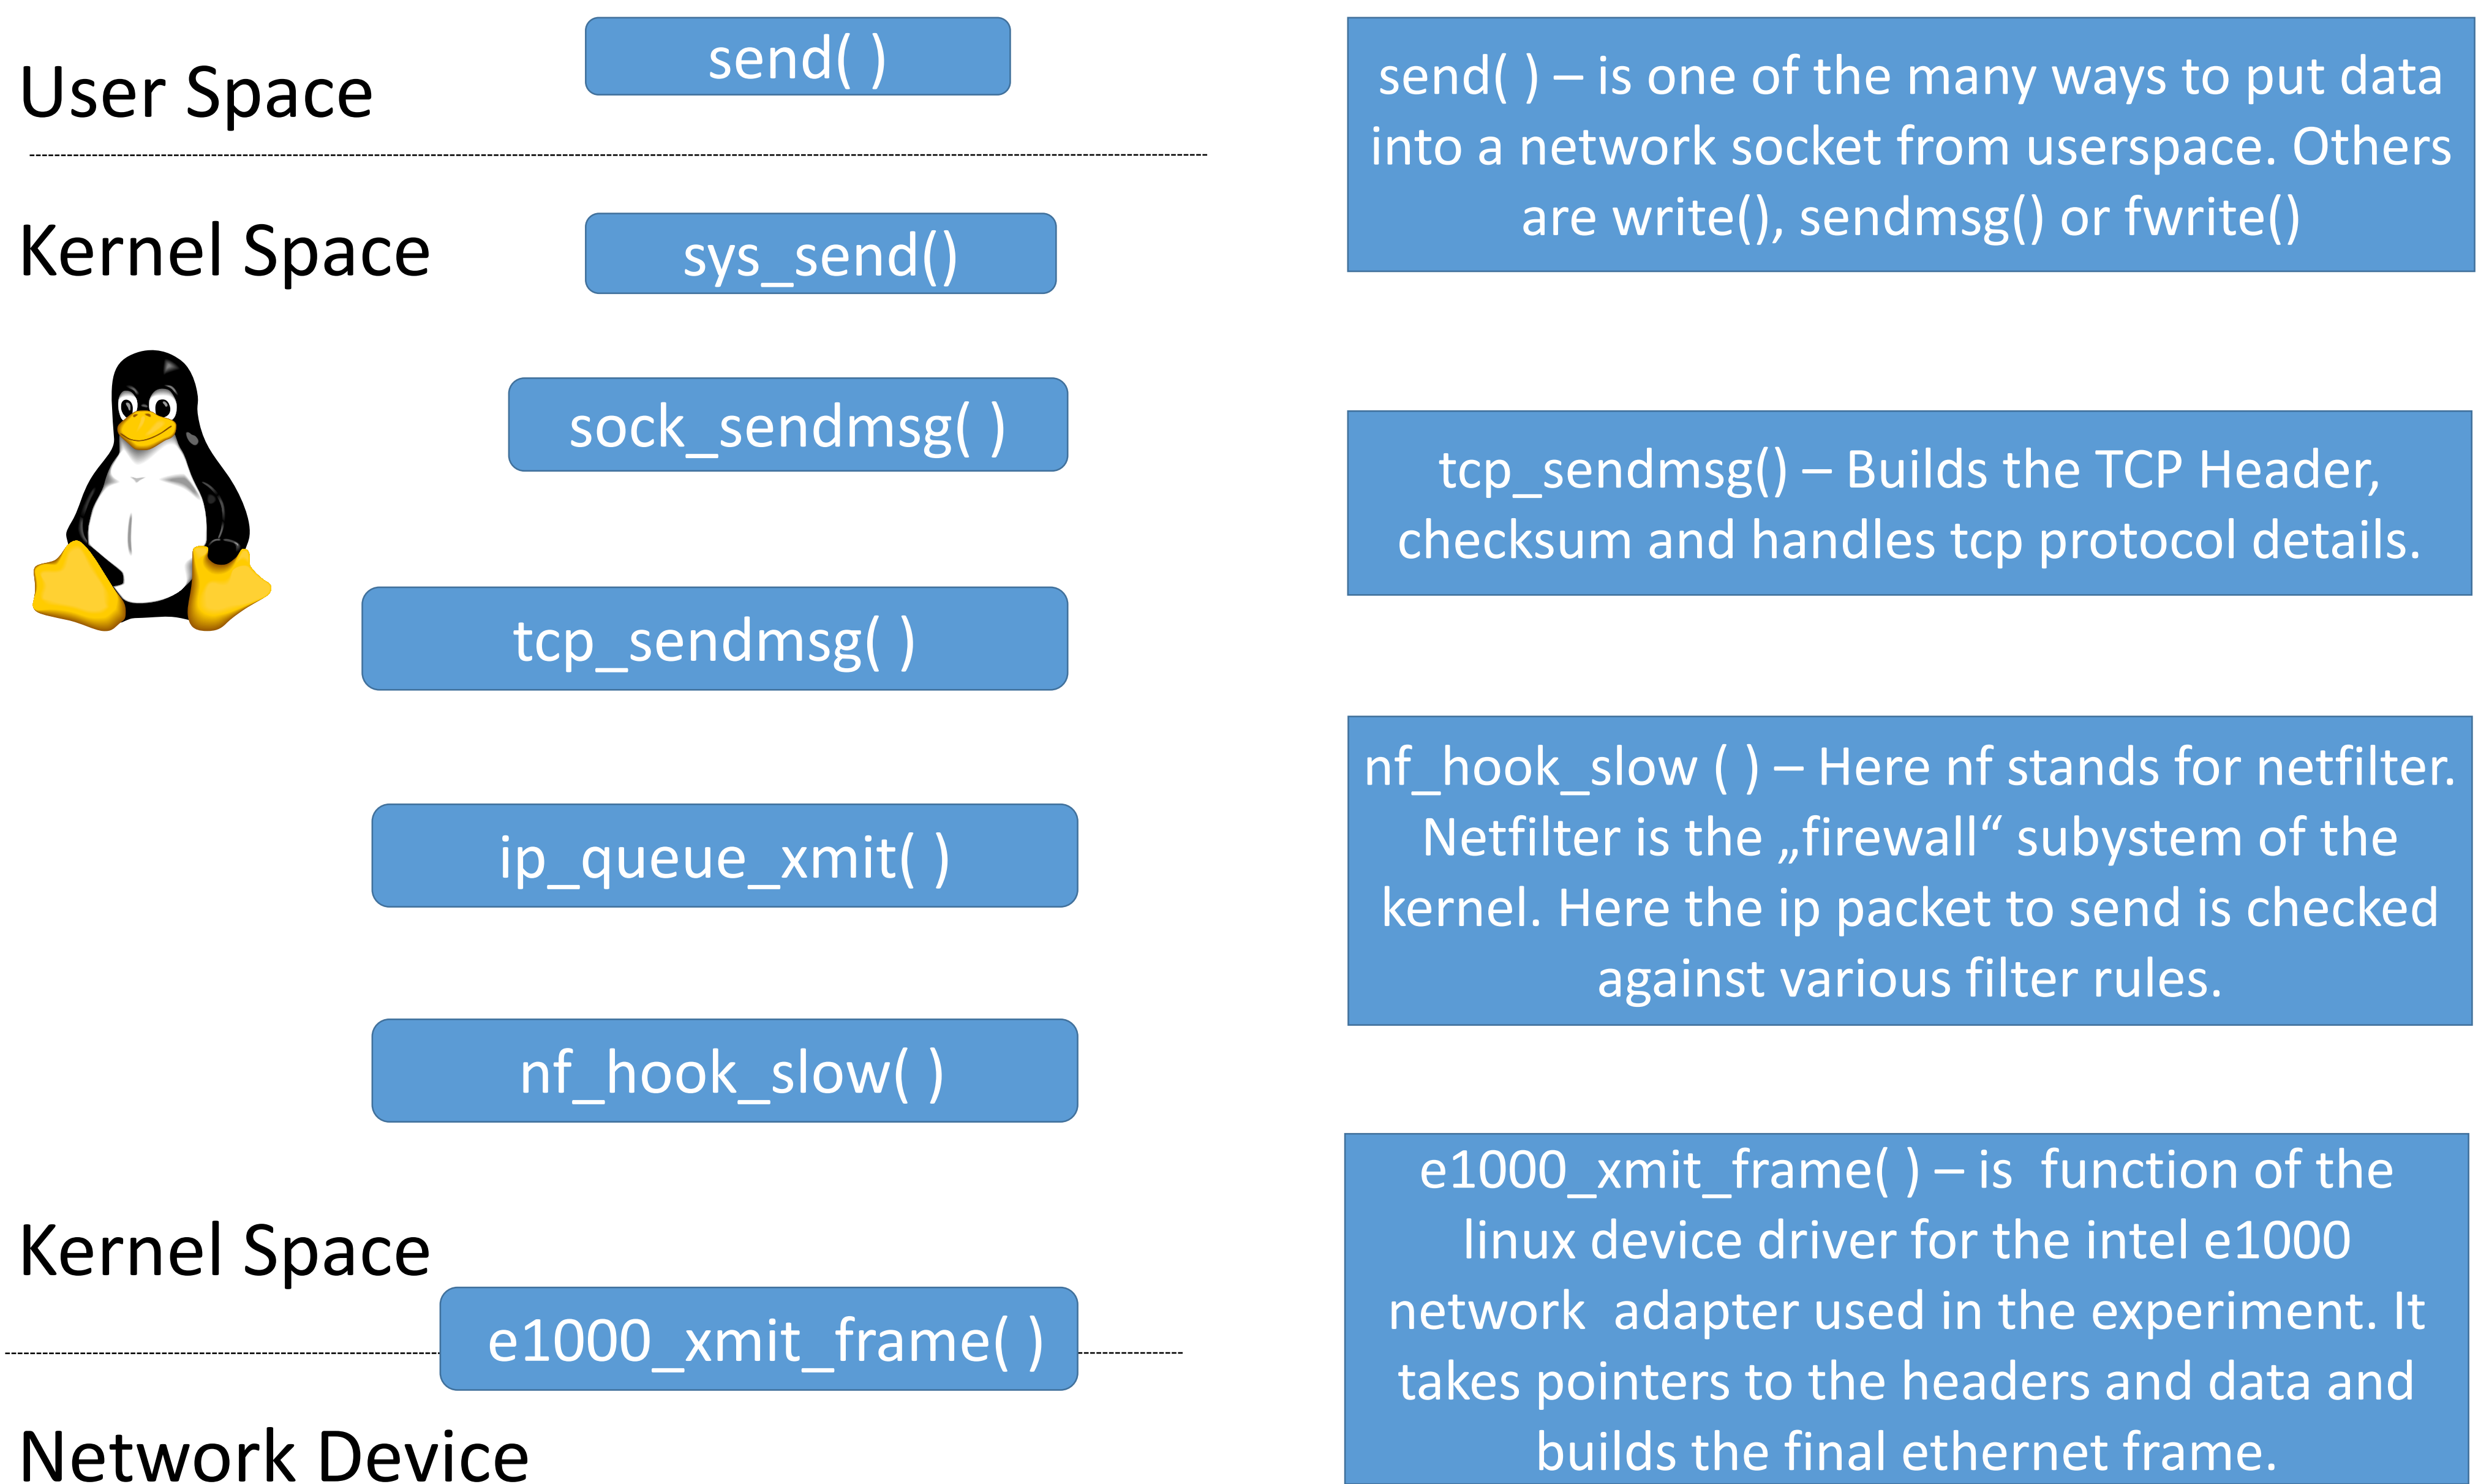 User Space
send( )
Kernel Space
sys_send()
sock_sendmsg( )
tcp_sendmsg( )
ip_queue_xmit( )
nf_hook_slow( )
Kernel Space
e1000_xmit_frame( )
Network Device
send( ) – is one of the many ways to put data
into a network socket from userspace. Others
are write(), sendmsg() or fwrite()
tcp_sendmsg() – Builds the TCP Header,
checksum and handles tcp protocol details.
nf_hook_slow ( ) – Here nf stands for netfilter.
Netfilter is the „firewall“ subystem of the
kernel. Here the ip packet to send is checked
against various filter rules.
e1000_xmit_frame( ) – is  function of the
linux device driver for the intel e1000
network  adapter used in the experiment. It
takes pointers to the headers and data and
builds the final ethernet frame.